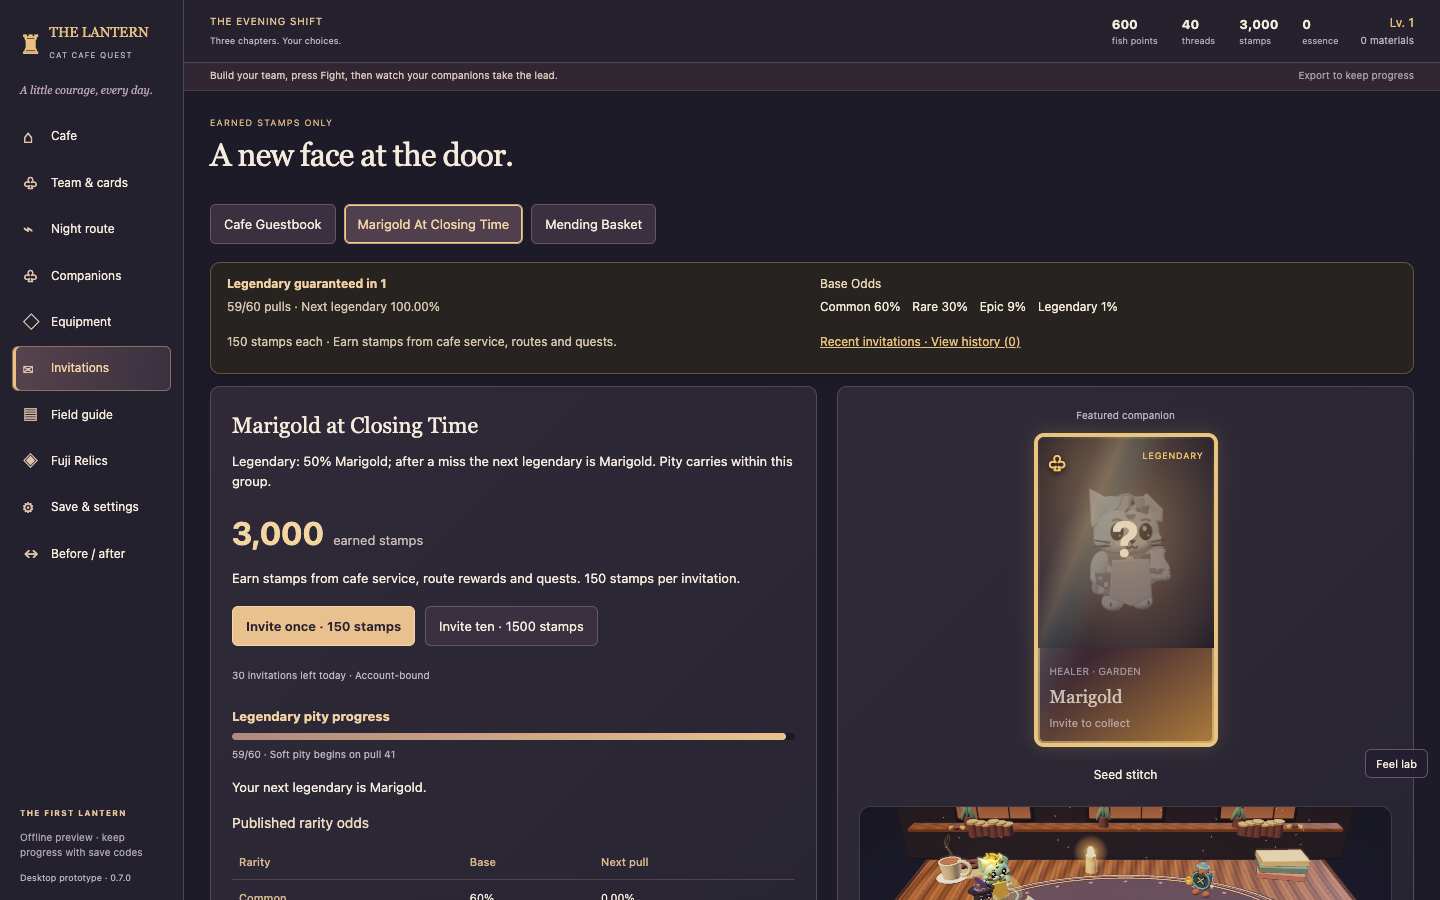 THE LANTERN
CAT CAFE QUEST
A little courage, every day.
Cafe
Team & cards
Night route
Companions
Equipment
Invitations
Field guide
Fuji Relics
Save & settings
Before / after
THE FIRST LANTERN
Offline preview · keep
progress with save codes
Desktop prototype · 0.7.0
THE EVENING SHIFT
Three chapters. Your choices.
600 fish points
40 threads
3,000 stamps
0 essence
Lv. 1
0 materials
Build your team, press Fight, then watch your companions take the lead.
Export to keep progress
EARNED STAMPS ONLY
A new face at the door.
Cafe Guestbook
Marigold At Closing Time
Mending Basket
Legendary guaranteed in 1
59/60 pulls · Next legendary 100.00%
150 stamps each · Earn stamps from cafe service, routes and quests.
Base Odds
Common 60% Rare 30% Epic 9% Legendary 1%
Recent invitations · View history (0)
Marigold at Closing Time
Legendary: 50% Marigold; after a miss the next legendary is Marigold. Pity carries within this
group.
3,000 earned stamps
Earn stamps from cafe service, route rewards and quests. 150 stamps per invitation.
Invite once · 150 stamps
Invite ten · 1500 stamps
30 invitations left today · Account-bound
Legendary pity progress
59/60 · Soft pity begins on pull 41
Your next legendary is Marigold.
Published rarity odds
Rarity Base Next pull
Common 60% 0.00%
Featured companion
LEGENDARY
?
HEALER · GARDEN
Marigold
Invite to collect
Seed stitch
Feel lab